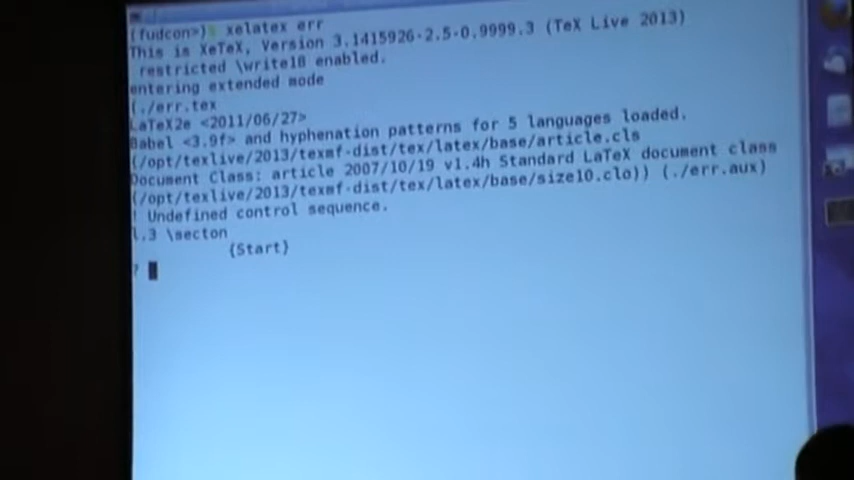 (fudcon>)$ xelatex err
This is XeTeX, Version 3.1415926-2.5-0.9999.3 (TeX Live 2013)
 restricted \write18 enabled.
entering extended mode
(./err.tex
LaTeX2e <2011/06/27>
Babel <3.9f> and hyphenation patterns for 5 languages loaded.
(/opt/texlive/2013/texmf-dist/tex/latex/base/article.cls
Document Class: article 2007/10/19 v1.4h Standard LaTeX document class
(/opt/texlive/2013/texmf-dist/tex/latex/base/size10.clo)) (./err.aux)
! Undefined control sequence.
l.3 \secton
{Start}
?